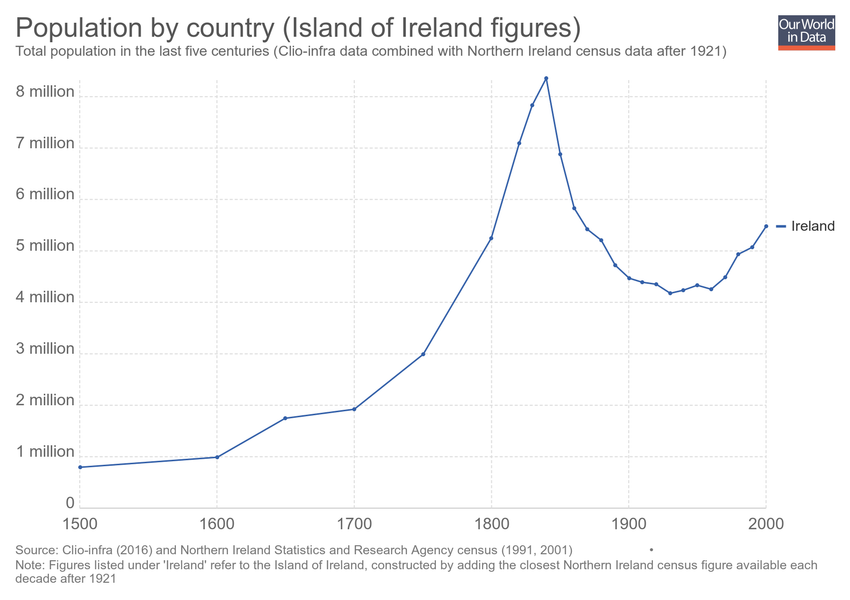 Population by country (Island of Ireland figures)
Total population in the last five centuries (Clio-infra data combined with Northern Ireland census data after 1921)
Our World
in Data
8 million
7 million
6 million
5 million
4 million
3 million
2 million
1 million
0
Ireland
1500 1600 1700 1800 1900 2000
Source: Clio-infra (2016) and Northern Ireland Statistics and Research Agency census (1991, 2001) •
Note: Figures listed under 'Ireland' refer to the Island of Ireland, constructed by adding the closest Northern Ireland census figure available each
decade after 1921